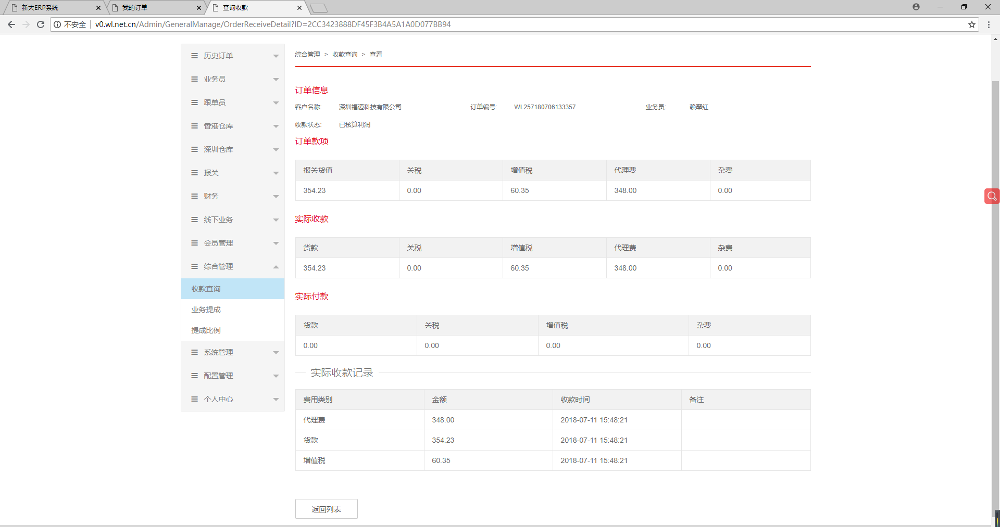 新大ERP系统 我的订单 查询收款
不安全 v0.wl.net.cn/Admin/GeneralManage/OrderReceiveDetail?ID=2CC3423888DF45F3B4A5A1A0D077BB94
历史订单
业务员
跟单员
香港仓库
深圳仓库
报关
财务
线下业务
会员管理
综合管理
收款查询
业务提成
提成比例
系统管理
配置管理
个人中心
综合管理 > 收款查询 > 查看
订单信息
客户名称: 深圳福迈科技有限公司 订单编号: WL257180706133357 业务员: 赖翠红
收款状态: 已核算利润
订单款项
报关货值 关税 增值税 代理费 杂费
354.23 0.00 60.35 348.00 0.00
实际收款
货款 关税 增值税 代理费 杂费
354.23 0.00 60.35 348.00 0.00
实际付款
货款 关税 增值税 杂费
0.00 0.00 0.00 0.00
实际收款记录
费用类别 金额 收款时间 备注
代理费 348.00 2018-07-11 15:48:21
货款 354.23 2018-07-11 15:48:21
增值税 60.35 2018-07-11 15:48:21
返回列表